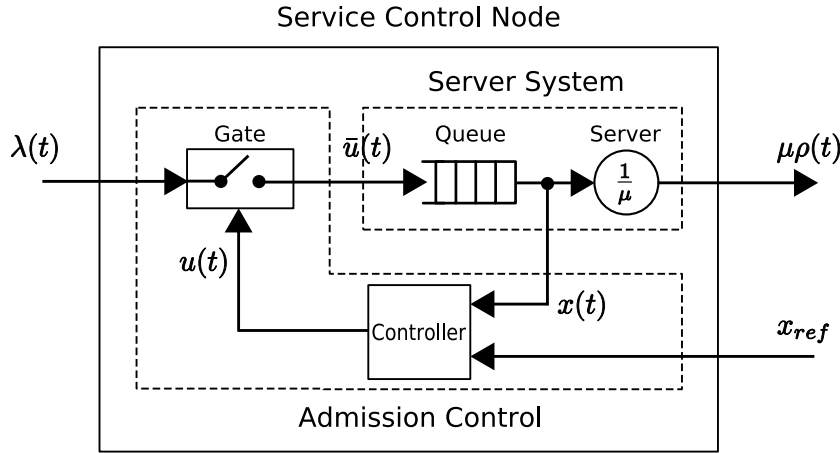 Service Control Node
Server System
Gate
Queue
Server
λ(t)
ū(t)
1/μ
μρ(t)
u(t)
x(t)
Controller
x_ref
Admission Control